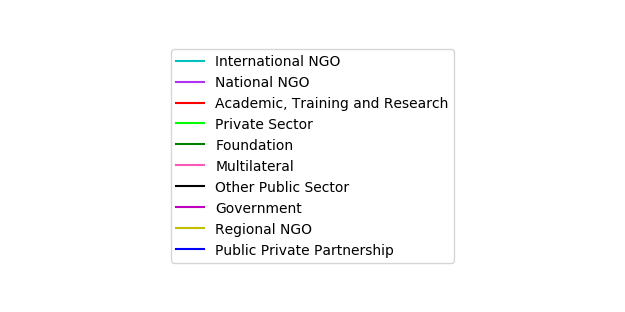 International NGO
National NGO
Academic, Training and Research
Private Sector
Foundation
Multilateral
Other Public Sector
Government
Regional NGO
Public Private Partnership